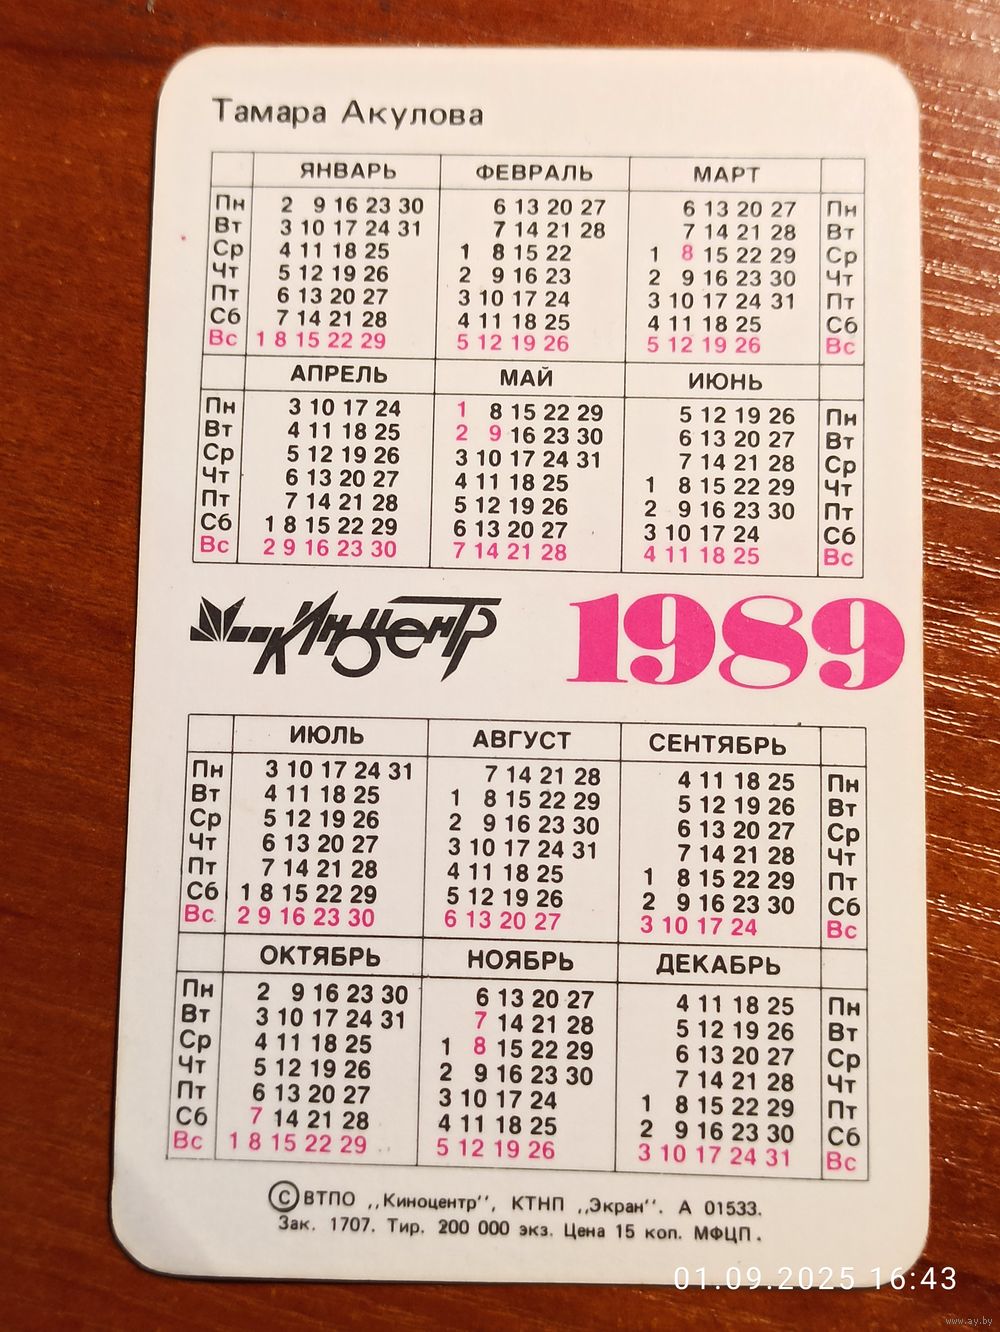 Тамара Акулова
ЯНВАРЬ ФЕВРАЛЬ МАРТ
Пн 2 9 16 23 30 6 13 20 27 6 13 20 27 Пн
Вт 3 10 17 24 31 7 14 21 28 7 14 21 28 Вт
Ср 4 11 18 25 1 8 15 22 1 8 15 22 29 Ср
Чт 5 12 19 26 2 9 16 23 2 9 16 23 30 Чт
Пт 6 13 20 27 3 10 17 24 3 10 17 24 31 Пт
Сб 7 14 21 28 4 11 18 25 4 11 18 25 Сб
Вс 1 8 15 22 29 5 12 19 26 5 12 19 26 Вс
АПРЕЛЬ МАЙ ИЮНЬ
Пн 3 10 17 24 1 8 15 22 29 5 12 19 26 Пн
Вт 4 11 18 25 2 9 16 23 30 6 13 20 27 Вт
Ср 5 12 19 26 3 10 17 24 31 7 14 21 28 Ср
Чт 6 13 20 27 4 11 18 25 1 8 15 22 29 Чт
Пт 7 14 21 28 5 12 19 26 2 9 16 23 30 Пт
Сб 1 8 15 22 29 6 13 20 27 3 10 17 24 Сб
Вс 2 9 16 23 30 7 14 21 28 4 11 18 25 Вс
Киноцентр 1989
ИЮЛЬ АВГУСТ СЕНТЯБРЬ
Пн 3 10 17 24 31 7 14 21 28 4 11 18 25 Пн
Вт 4 11 18 25 1 8 15 22 29 5 12 19 26 Вт
Ср 5 12 19 26 2 9 16 23 30 6 13 20 27 Ср
Чт 6 13 20 27 3 10 17 24 31 7 14 21 28 Чт
Пт 7 14 21 28 4 11 18 25 1 8 15 22 29 Пт
Сб 1 8 15 22 29 5 12 19 26 2 9 16 23 30 Сб
Вс 2 9 16 23 30 6 13 20 27 3 10 17 24 Вс
ОКТЯБРЬ НОЯБРЬ ДЕКАБРЬ
Пн 2 9 16 23 30 6 13 20 27 4 11 18 25 Пн
Вт 3 10 17 24 31 7 14 21 28 5 12 19 26 Вт
Ср 4 11 18 25 1 8 15 22 29 6 13 20 27 Ср
Чт 5 12 19 26 2 9 16 23 30 7 14 21 28 Чт
Пт 6 13 20 27 3 10 17 24 1 8 15 22 29 Пт
Сб 7 14 21 28 4 11 18 25 2 9 16 23 30 Сб
Вс 1 8 15 22 29 5 12 19 26 3 10 17 24 31 Вс
© ВТПО ,,Киноцентр", КТНП ,,Экран". А 01533.
Зак. 1707. Тир. 200 000 экз. Цена 15 коп. МФЦП.
01.09.2025 16:43
www.ay.by